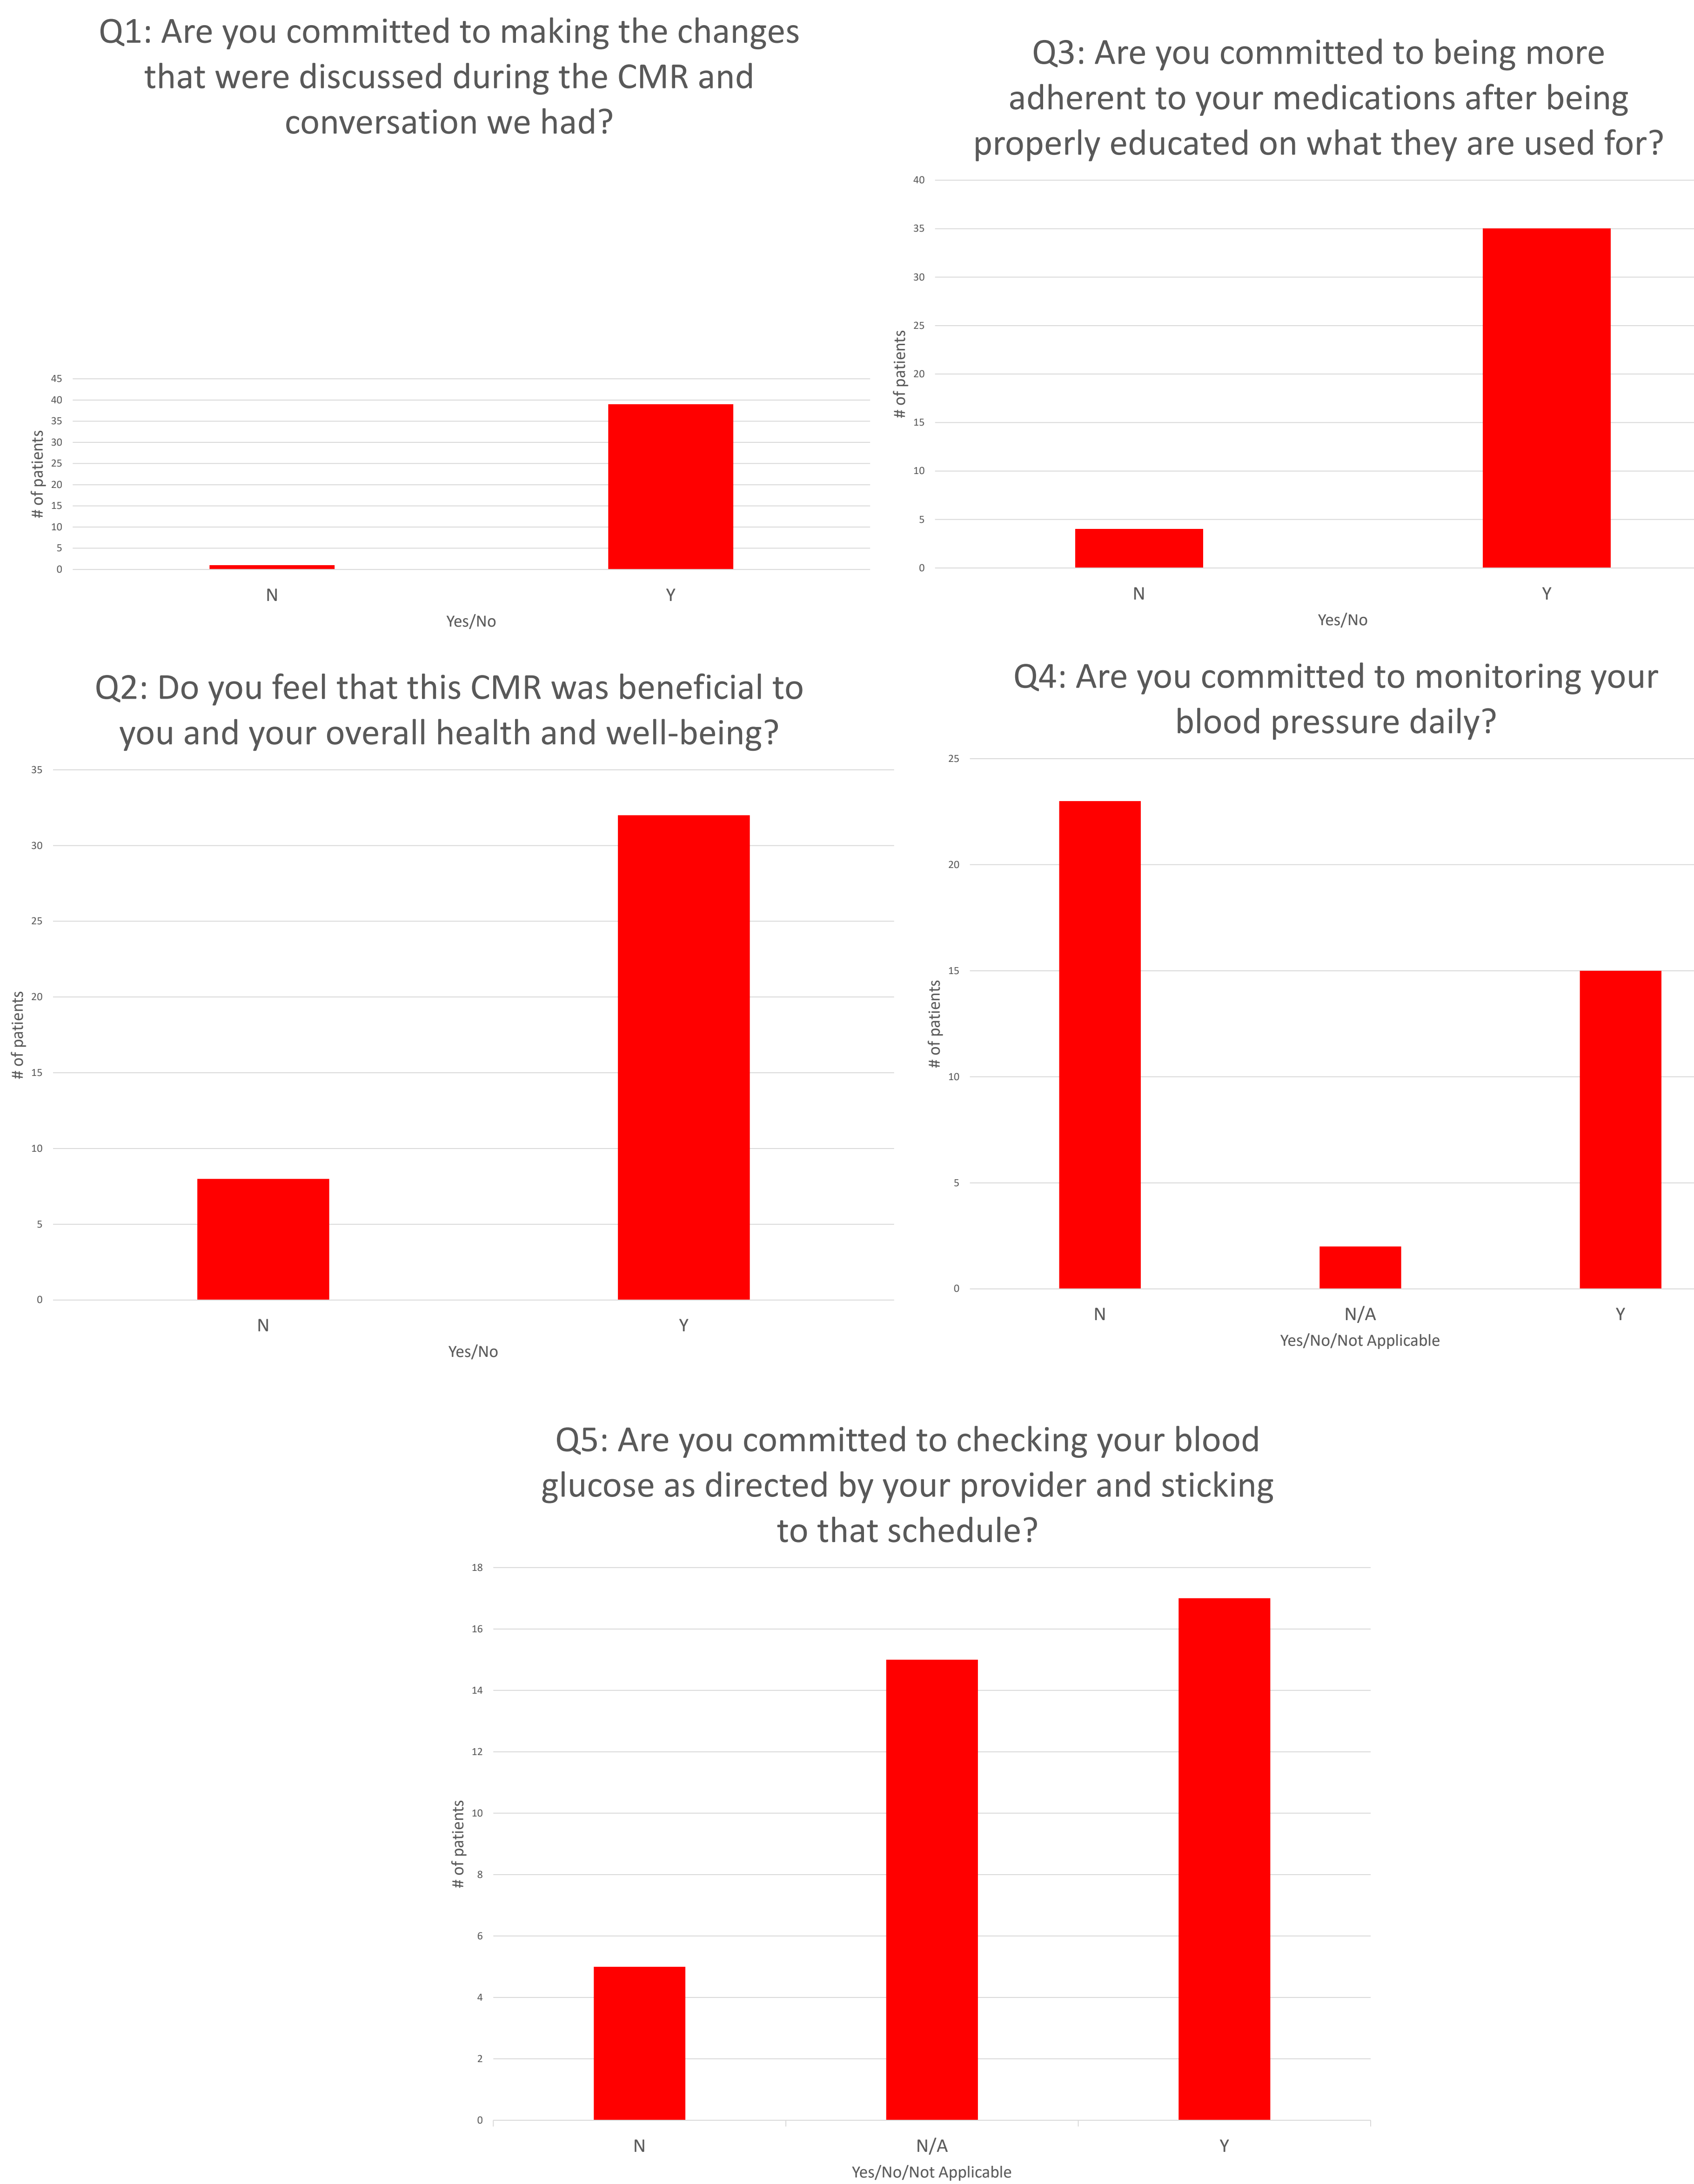 Q1: Are you committed to making the changes
that were discussed during the CMR and
conversation we had?
45
40
35
30
25
20
15
10
5
0
# of patients
N
Y
Yes/No
Q3: Are you committed to being more
adherent to your medications after being
properly educated on what they are used for?
40
35
30
25
20
15
10
5
0
# of patients
N
Y
Yes/No
Q2: Do you feel that this CMR was beneficial to
you and your overall health and well-being?
35
30
25
20
15
10
5
0
# of patients
N
Y
Yes/No
Q4: Are you committed to monitoring your
blood pressure daily?
25
20
15
10
5
0
# of patients
N
N/A
Y
Yes/No/Not Applicable
Q5: Are you committed to checking your blood
glucose as directed by your provider and sticking
to that schedule?
18
16
14
12
10
8
6
4
2
0
# of patients
N
N/A
Y
Yes/No/Not Applicable